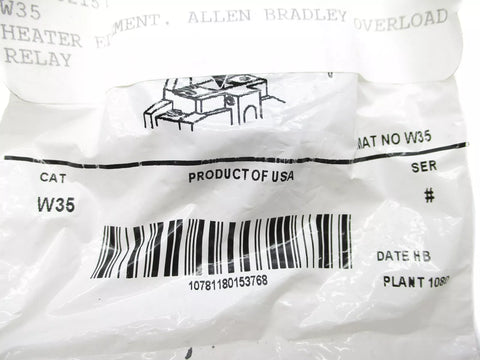 W35
HEATER ELEMENT. ALLEN BRADLEY OVERLOAD
RELAY
MAT NO W35
CAT
PRODUCT OF USA
SER
W35
#
10781180153768
DATE HB
PLANT